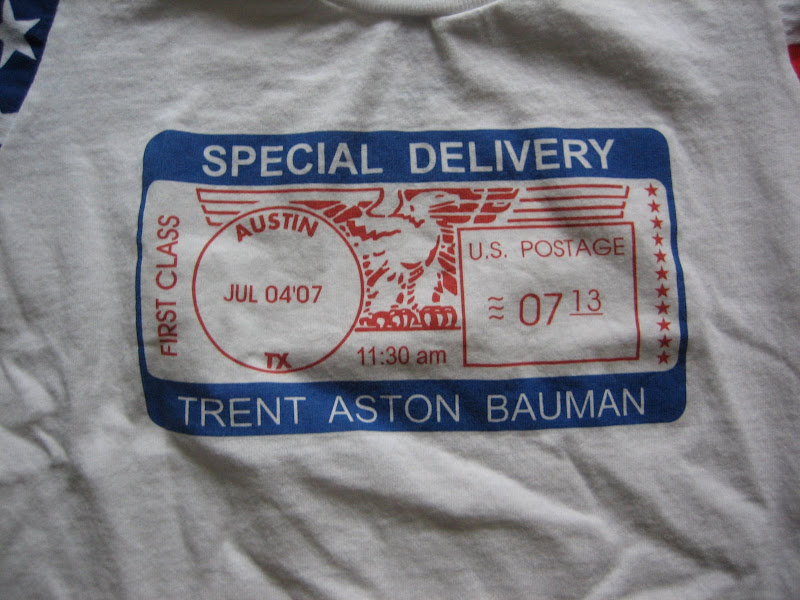 SPECIAL DELIVERY
FIRST CLASS
AUSTIN
JUL 04'07
TX
11:30 am
U.S. POSTAGE
≈ 07 13
TRENT ASTON BAUMAN